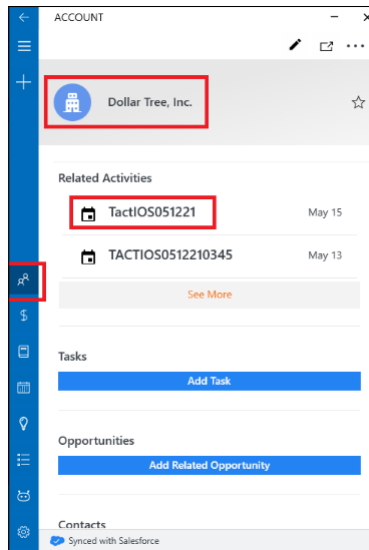 ACCOUNT
Dollar Tree, Inc.
Related Activities
TactIOS051221 May 15
TACTIOS0512210345 May 13
See More
Tasks
Add Task
Opportunities
Add Related Opportunity
Contacts
Synced with Salesforce